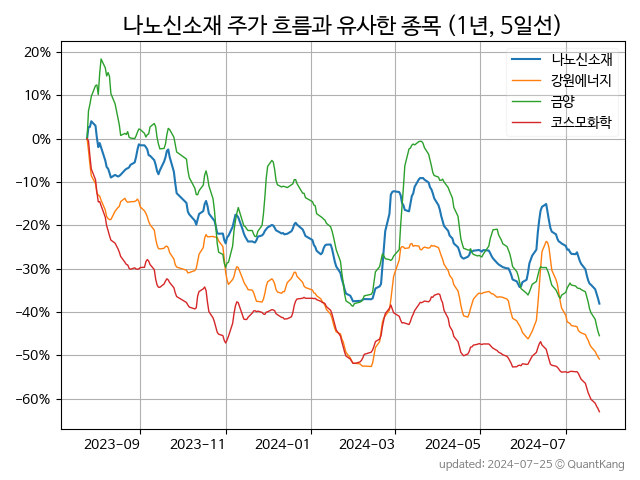 나노신소재 주가 흐름과 유사한 종목 (1년, 5일선)
나노신소재
강원에너지
금양
코스모화학
20%
10%
0%
−10%
−20%
−30%
−40%
−50%
−60%
2023-09
2023-11
2024-01
2024-03
2024-05
2024-07
updated: 2024-07-25 © QuantKang